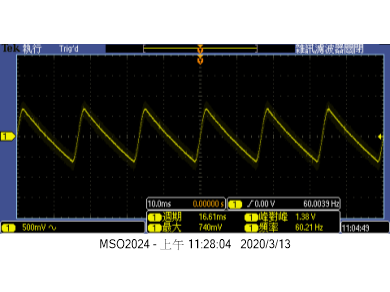 Tek 執行 Trig'd 雜訊濾波器關閉
1
10.0ms 0.00000 s 1 0.00 V 60.0039 Hz
1 500mV 1 週期 16.61ms 1 峰對峰 1.38 V 11:04:49
1 最大 740mV 1 頻率 60.21 Hz
MSO2024 - 上午 11:28:04 2020/3/13